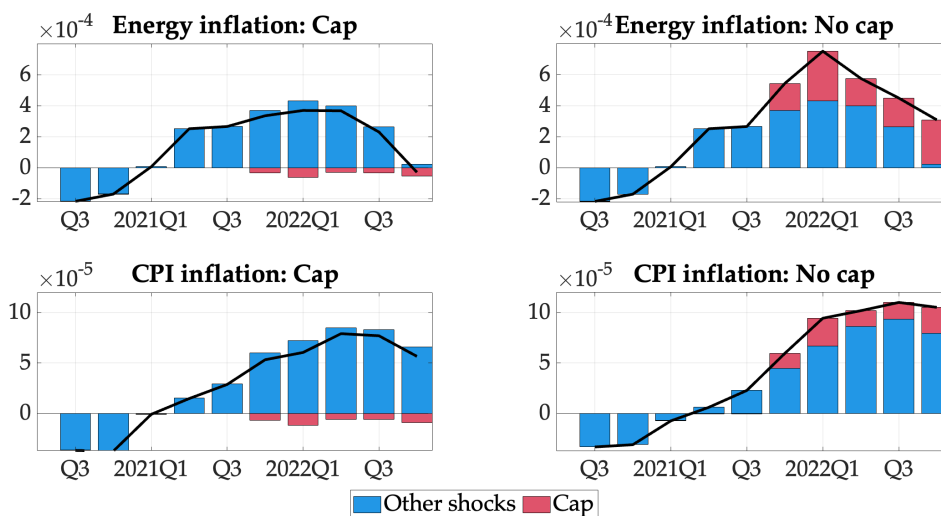 ×10⁻⁴ Energy inflation: Cap
6
4
2
0
-2
Q3 2021Q1 Q3 2022Q1 Q3
×10⁻⁴ Energy inflation: No cap
6
4
2
0
-2
Q3 2021Q1 Q3 2022Q1 Q3
×10⁻⁵ CPI inflation: Cap
10
5
0
Q3 2021Q1 Q3 2022Q1 Q3
×10⁻⁵ CPI inflation: No cap
10
5
0
Q3 2021Q1 Q3 2022Q1 Q3
Other shocks Cap